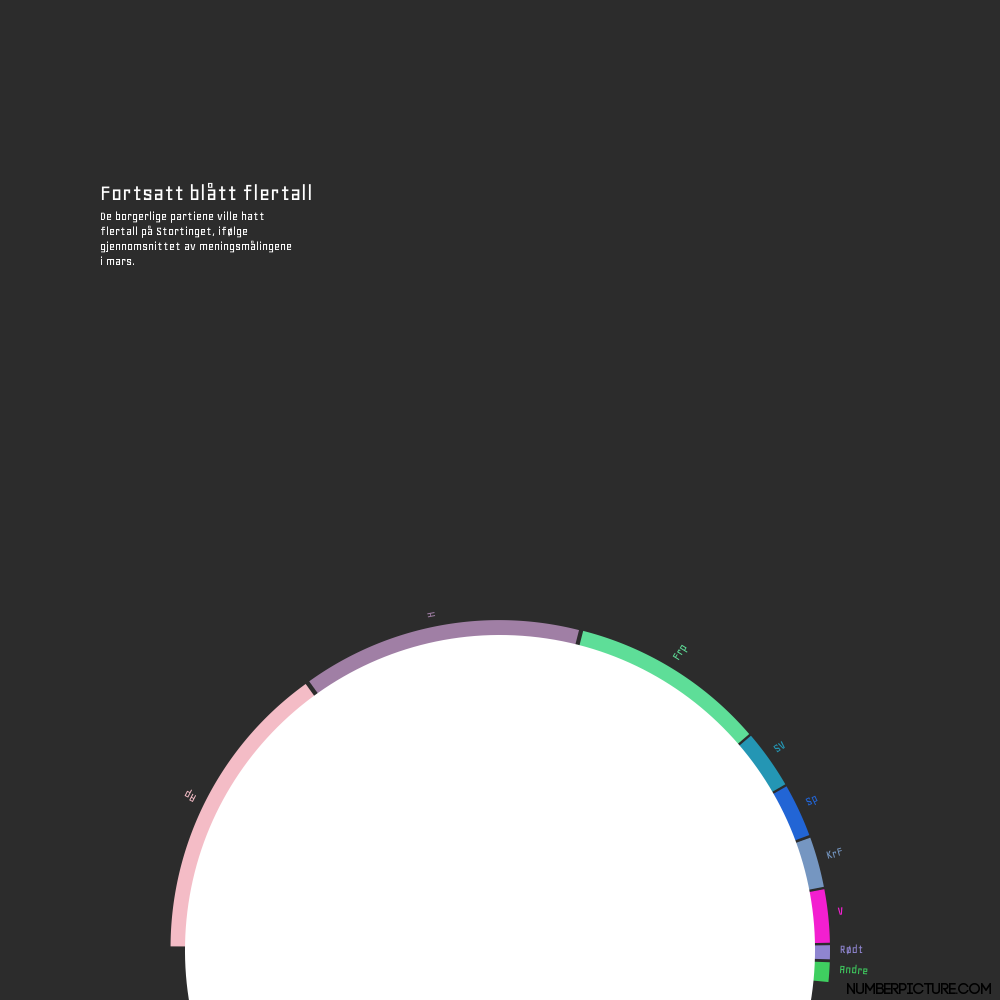 Fortsatt blått flertall
De borgerlige partiene ville hatt
flertall på Stortinget, ifølge
gjennomsnittet av meningsmålingene
i mars.
H
Frp
SV
Ap
Sp
KrF
V
Rødt
Andre
NUMBERPICTURE.COM